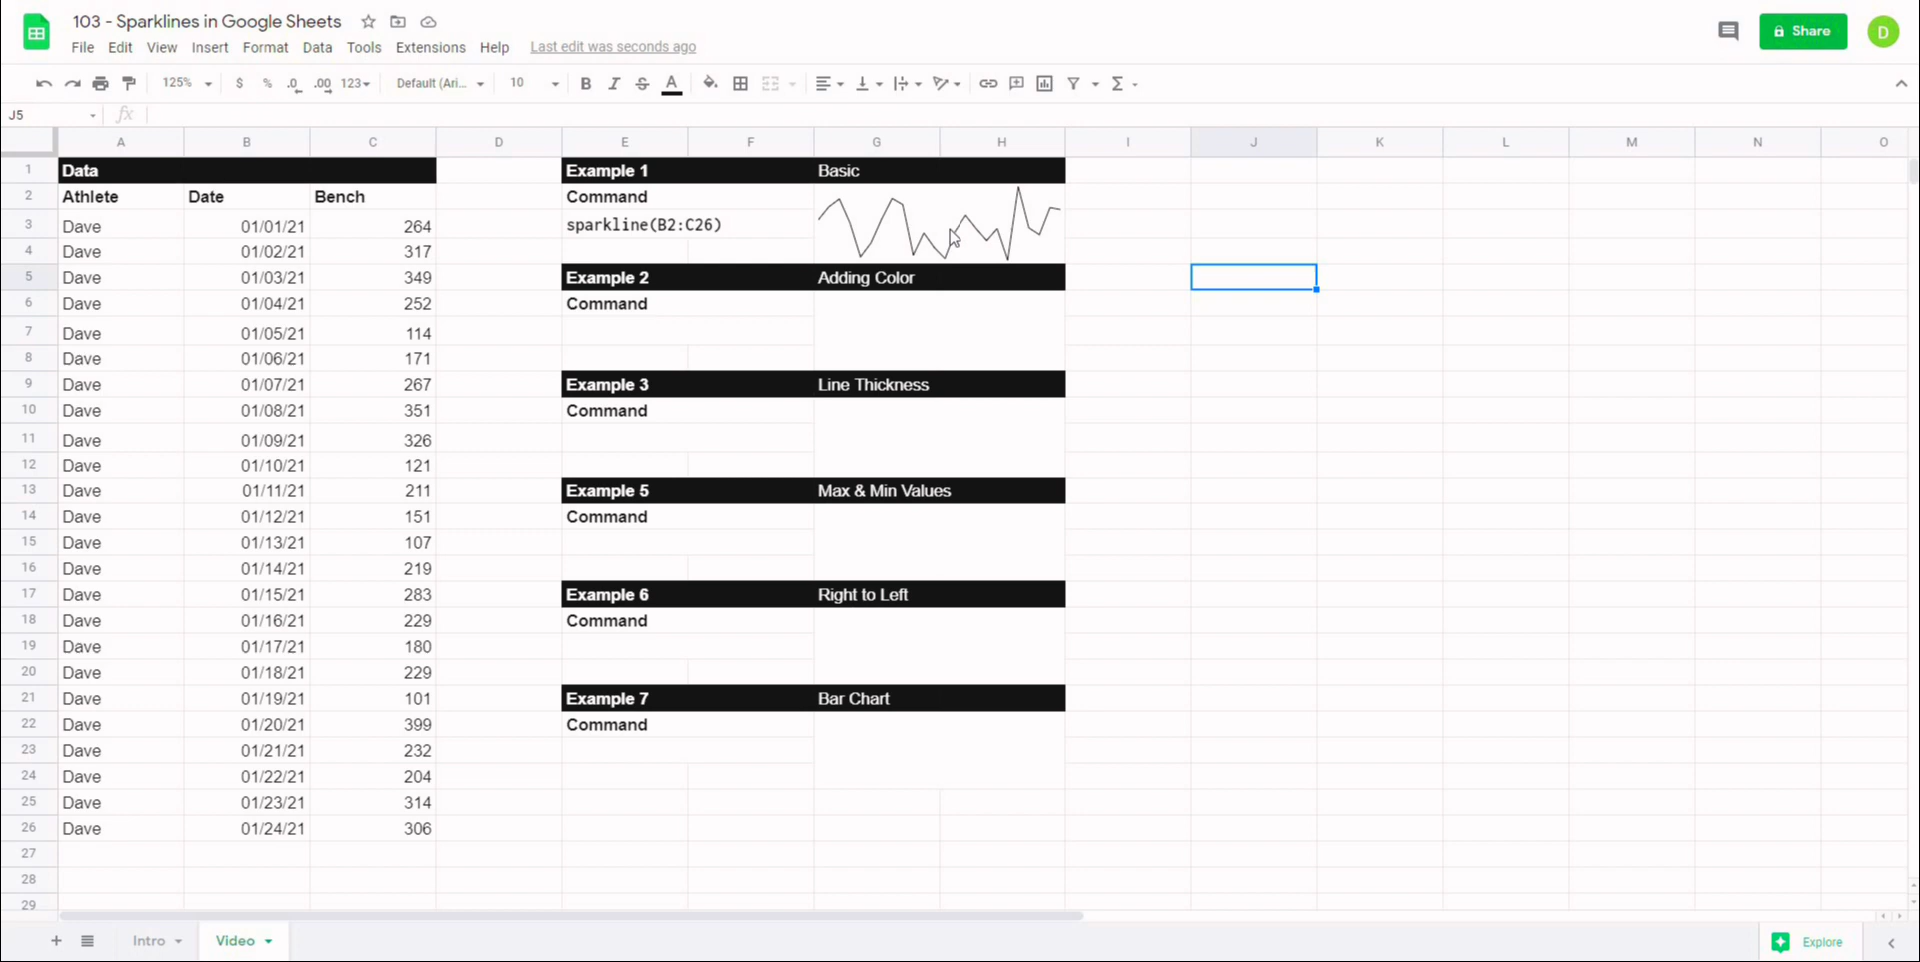 103 - Sparklines in Google Sheets
Share
D
File Edit View Insert Format Data Tools Extensions Help Last edit was seconds ago
125% $ % .0 .00 123 Default (Ari... 10 B I S A Σ
J5 fx
A B C D E F G H I J K L M N O
1 Data Example 1 Basic
2 Athlete Date Bench Command
3 Dave 01/01/21 264 sparkline(B2:C26)
4 Dave 01/02/21 317
5 Dave 01/03/21 349 Example 2 Adding Color
6 Dave 01/04/21 252 Command
7 Dave 01/05/21 114
8 Dave 01/06/21 171
9 Dave 01/07/21 267 Example 3 Line Thickness
10 Dave 01/08/21 351 Command
11 Dave 01/09/21 326
12 Dave 01/10/21 121
13 Dave 01/11/21 211 Example 5 Max & Min Values
14 Dave 01/12/21 151 Command
15 Dave 01/13/21 107
16 Dave 01/14/21 219
17 Dave 01/15/21 283 Example 6 Right to Left
18 Dave 01/16/21 229 Command
19 Dave 01/17/21 180
20 Dave 01/18/21 229
21 Dave 01/19/21 101 Example 7 Bar Chart
22 Dave 01/20/21 399 Command
23 Dave 01/21/21 232
24 Dave 01/22/21 204
25 Dave 01/23/21 314
26 Dave 01/24/21 306
27
28
29
Intro Video Explore